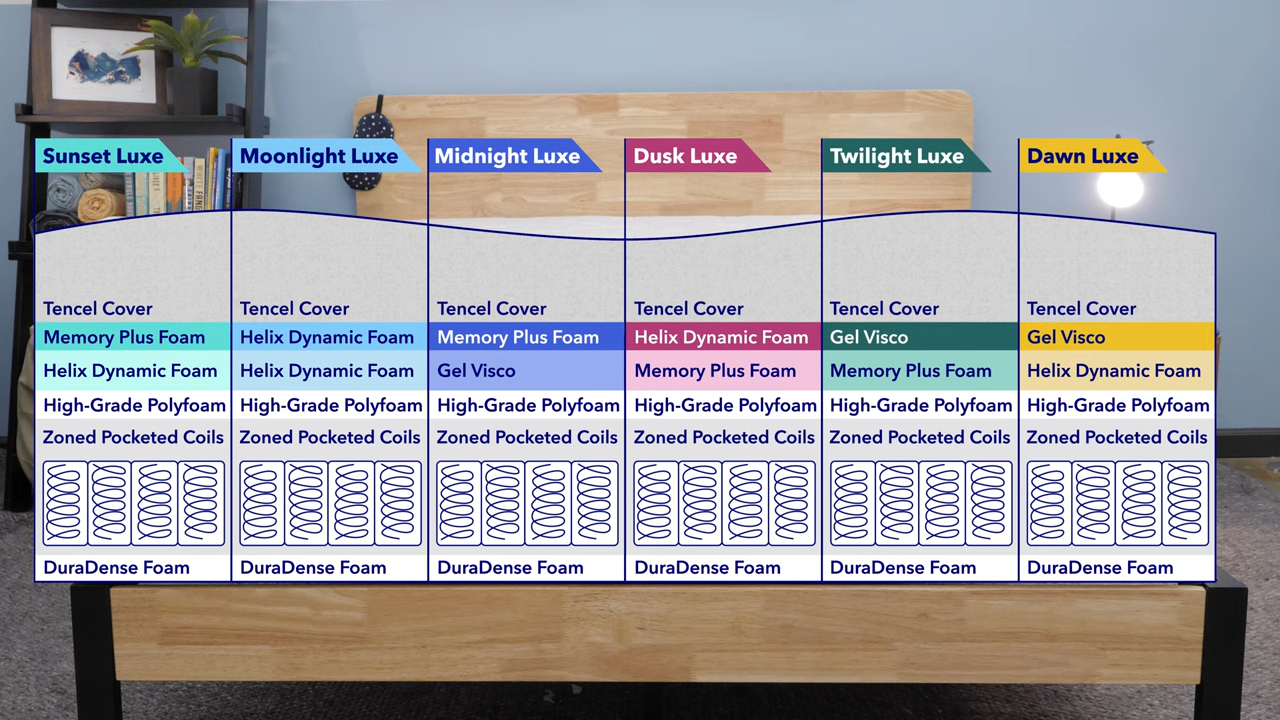 Sunset Luxe
Moonlight Luxe
Midnight Luxe
Dusk Luxe
Twilight Luxe
Dawn Luxe
Tencel Cover
Tencel Cover
Tencel Cover
Tencel Cover
Tencel Cover
Tencel Cover
Memory Plus Foam
Helix Dynamic Foam
Memory Plus Foam
Helix Dynamic Foam
Gel Visco
Gel Visco
Helix Dynamic Foam
Helix Dynamic Foam
Gel Visco
Memory Plus Foam
Memory Plus Foam
Helix Dynamic Foam
High-Grade Polyfoam
High-Grade Polyfoam
High-Grade Polyfoam
High-Grade Polyfoam
High-Grade Polyfoam
High-Grade Polyfoam
Zoned Pocketed Coils
Zoned Pocketed Coils
Zoned Pocketed Coils
Zoned Pocketed Coils
Zoned Pocketed Coils
Zoned Pocketed Coils
DuraDense Foam
DuraDense Foam
DuraDense Foam
DuraDense Foam
DuraDense Foam
DuraDense Foam